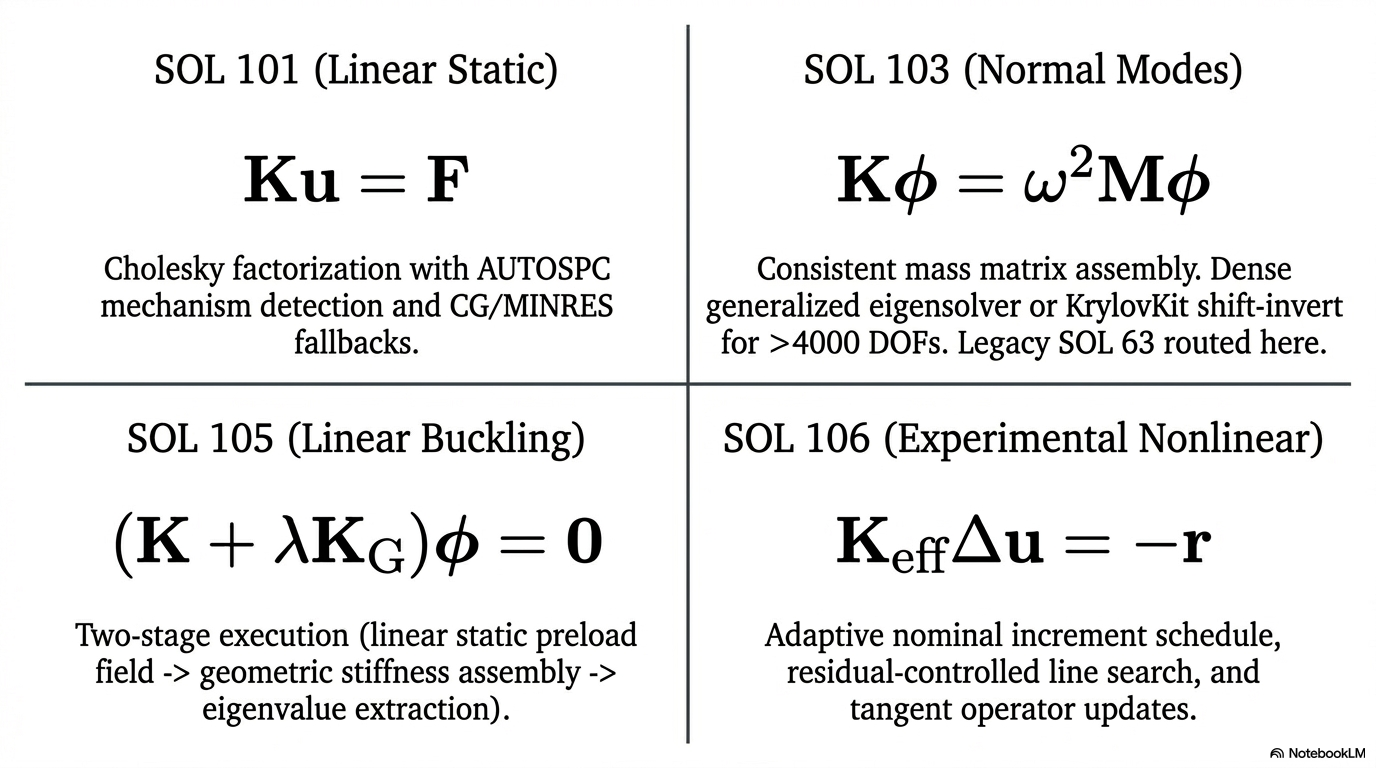 SOL 101 (Linear Static)
Ku = F
Cholesky factorization with AUTOSPC
mechanism detection and CG/MINRES
fallbacks.
SOL 103 (Normal Modes)
Kϕ = ω²Mϕ
Consistent mass matrix assembly. Dense
generalized eigensolver or KrylovKit shift-invert
for >4000 DOFs. Legacy SOL 63 routed here.
SOL 105 (Linear Buckling)
(K + λK_G)ϕ = 0
Two-stage execution (linear static preload
field -> geometric stiffness assembly ->
eigenvalue extraction).
SOL 106 (Experimental Nonlinear)
K_eff Δu = −r
Adaptive nominal increment schedule,
residual-controlled line search, and
tangent operator updates.
NotebookLM